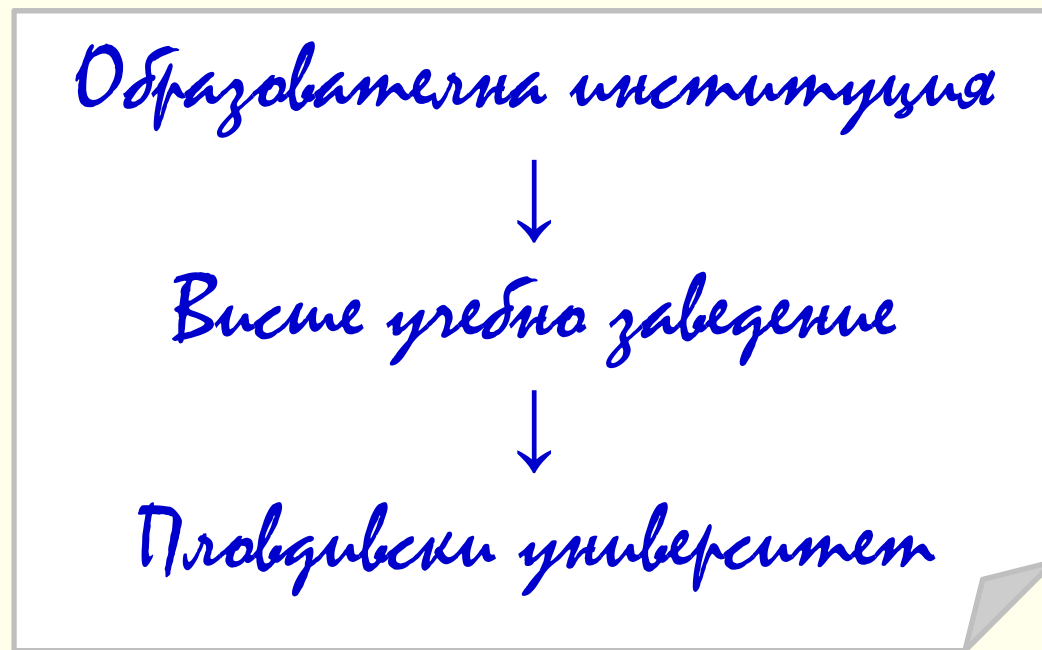 Образователна институция
↓
Висше учебно заведение
↓
Пловдивски университет